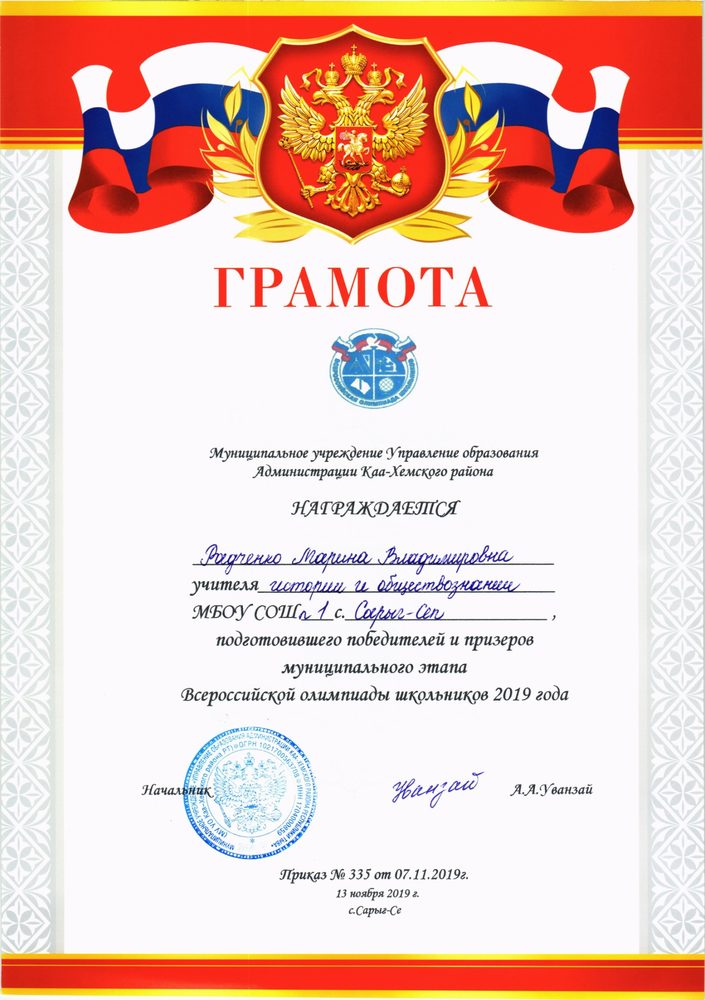 ГРАМОТА
ВСЕРОССИЙСКАЯ ОЛИМПИАДА ШКОЛЬНИКОВ
Муниципальное учреждение Управление образования
Администрации Каа-Хемского района
НАГРАЖДАЕТСЯ
Радченко Марина Владимировна
учителя истории и обществознании
МБОУ СОШ № 1 с. Сарыг-Сеп,
подготовившего победителей и призеров
муниципального этапа
Всероссийской олимпиады школьников 2019 года
МУНИЦИПАЛЬНОЕ УЧРЕЖДЕНИЕ «УПРАВЛЕНИЕ ОБРАЗОВАНИЯ АДМИНИСТРАЦИИ КАА-ХЕМСКОГО РАЙОНА РЕСПУБЛИКИ ТЫВА»
(МУ УО Каа-Хемского района РТ)*ОГРН 1021700563708 * ИНН 1704000859 *
Начальник Уванзай А.А.Уванзай
Приказ № 335 от 07.11.2019г.
13 ноября 2019 г.
с.Сарыг-Се